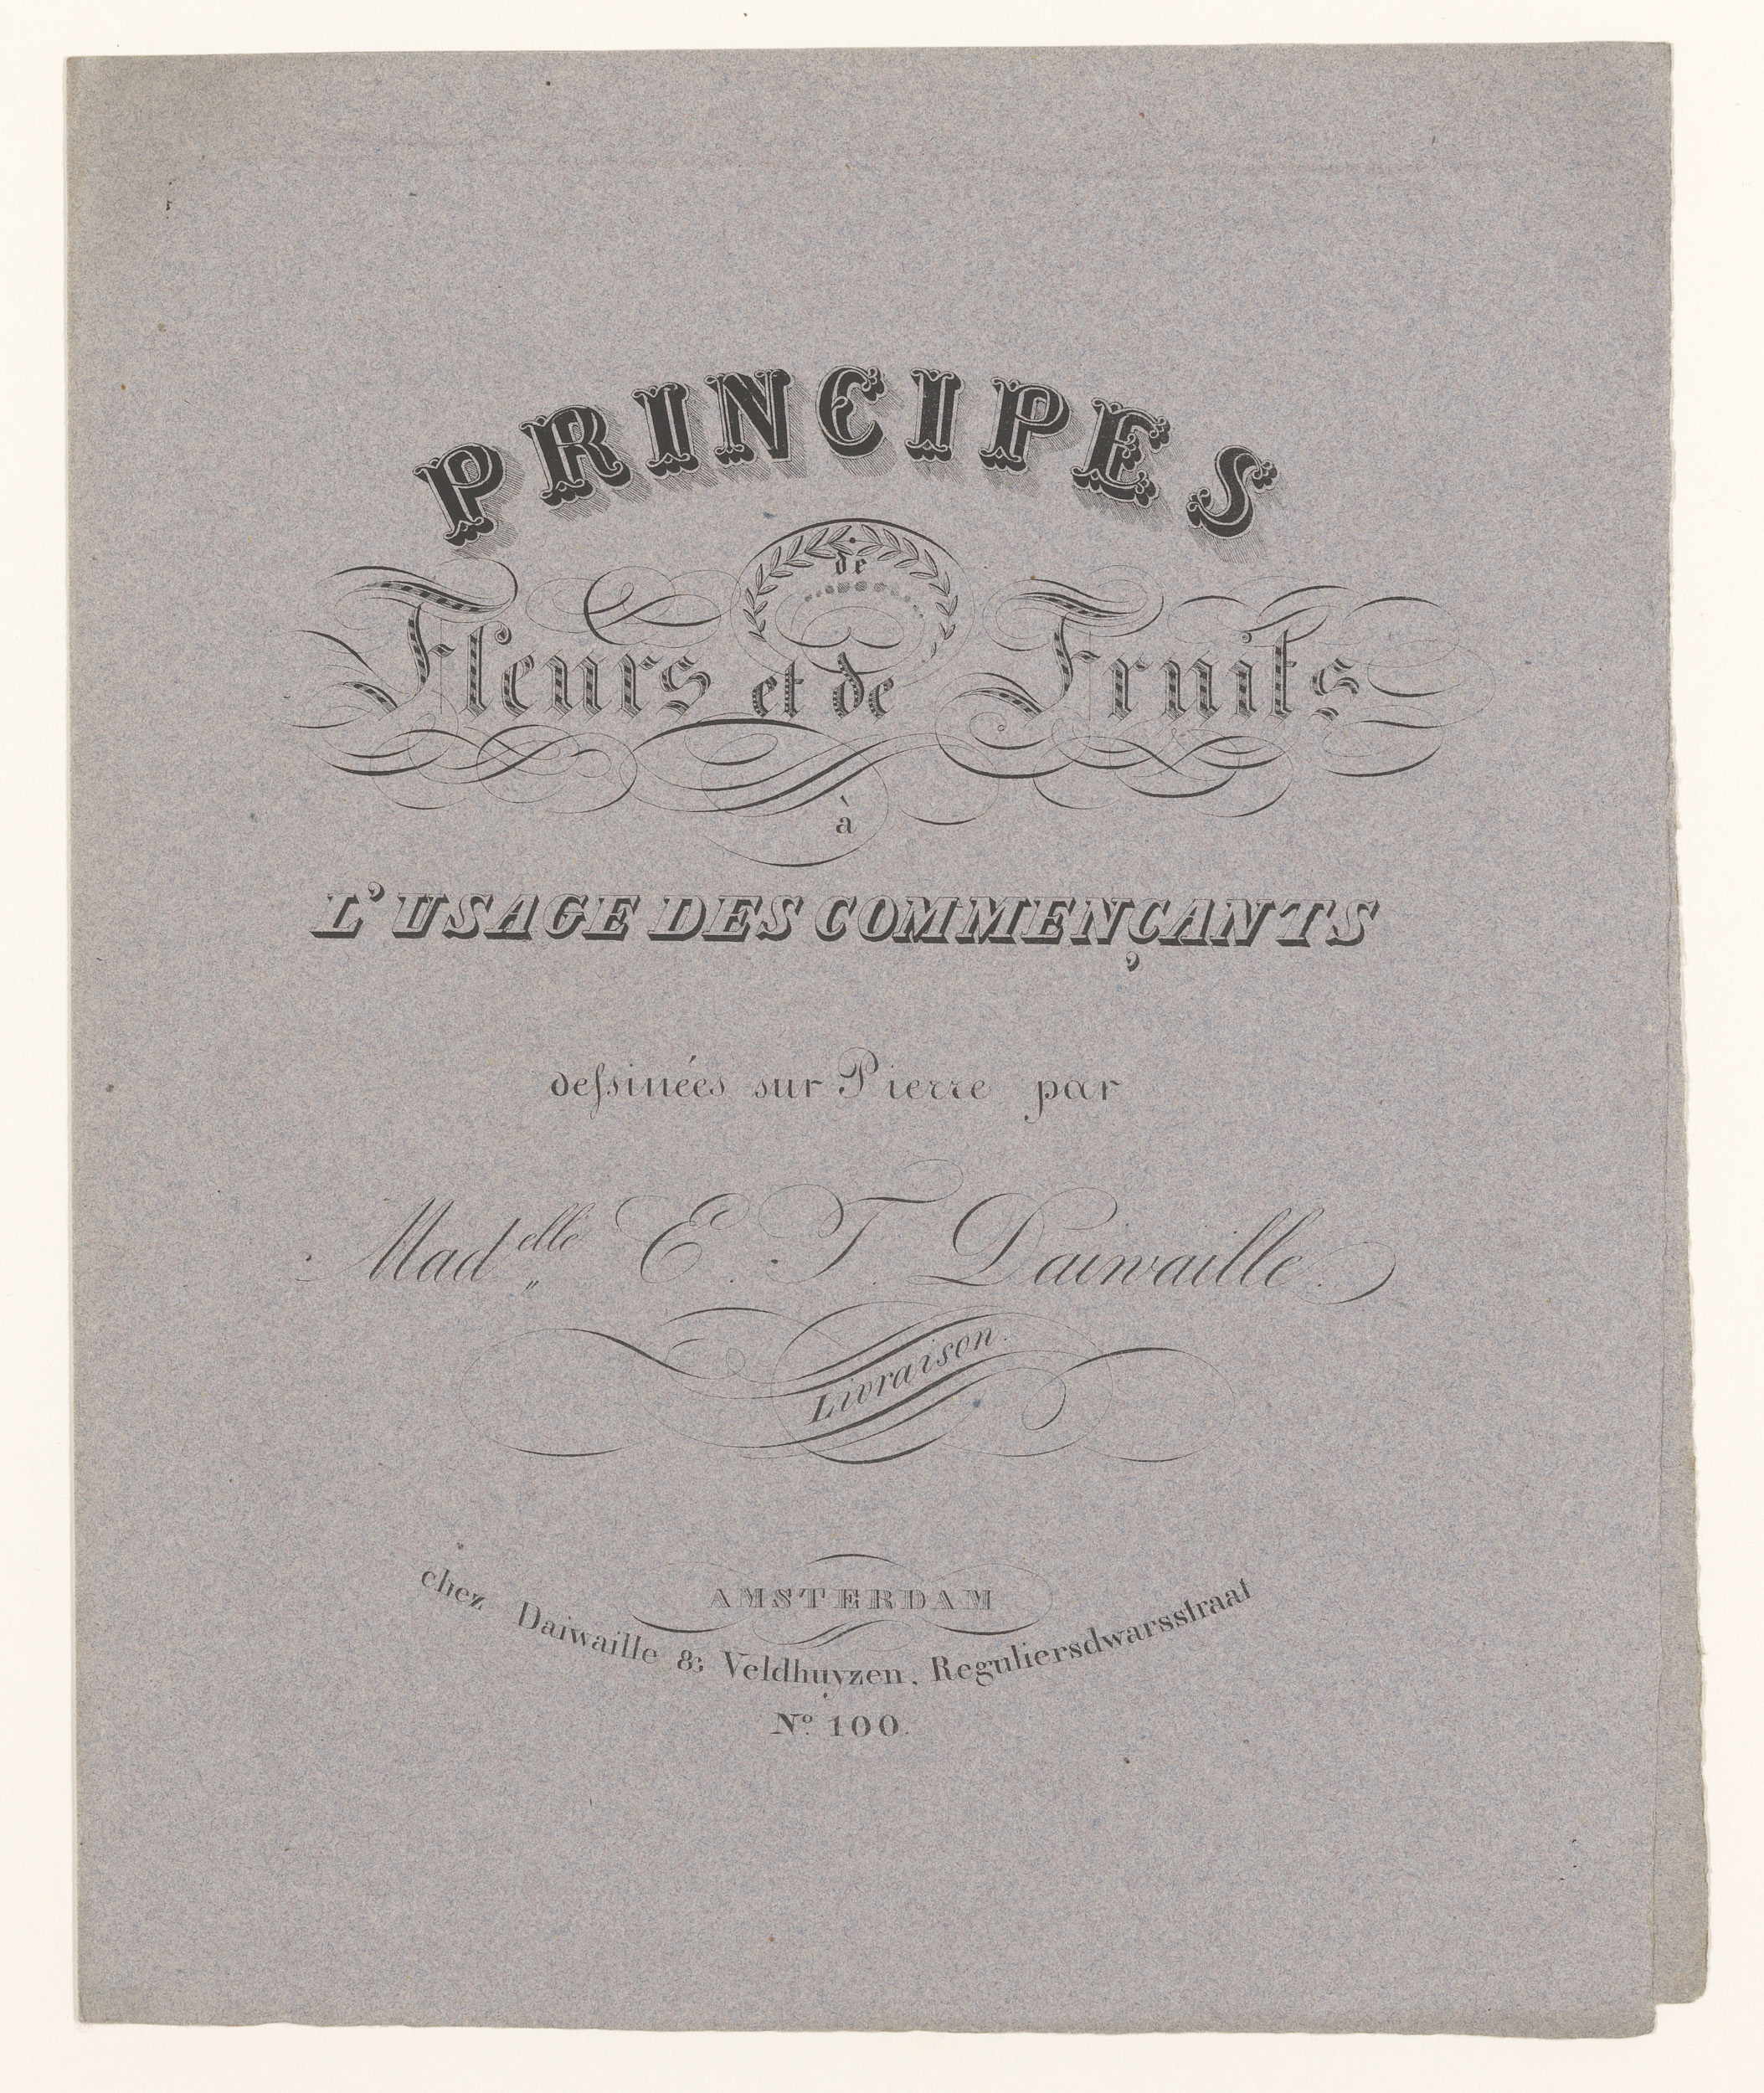 PRINCIPES
de
Fleurs et de Fruits
à
L'USAGE DES COMMENÇANTS
deſsinées sur Pierre par
Mad.elle E. T. Daiwaille.
Livraison.
AMSTERDAM
chez Daiwaille & Veldhuyzen, Reguliersdwarsstraat
Nº 100.